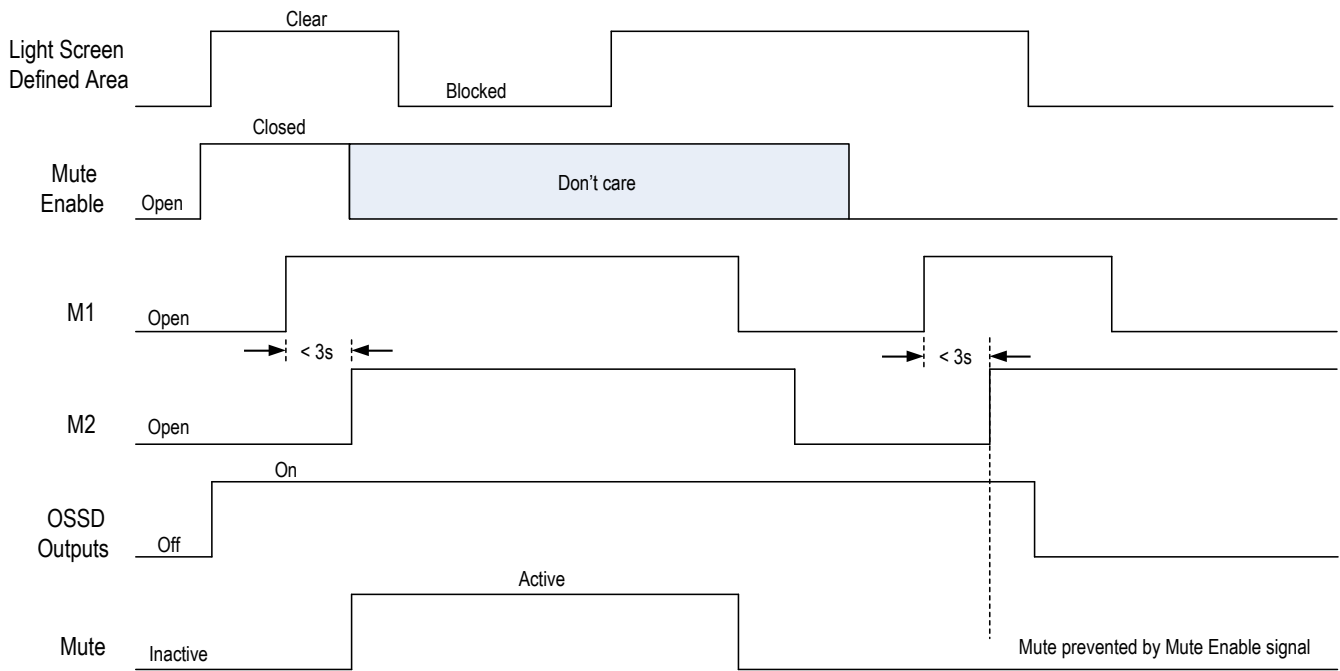 Clear
Light Screen
Defined Area
Blocked
Closed
Mute
Enable
Open
Don't care
M1
Open
< 3s
< 3s
M2
Open
On
OSSD
Outputs
Off
Active
Mute
Inactive
Mute prevented by Mute Enable signal